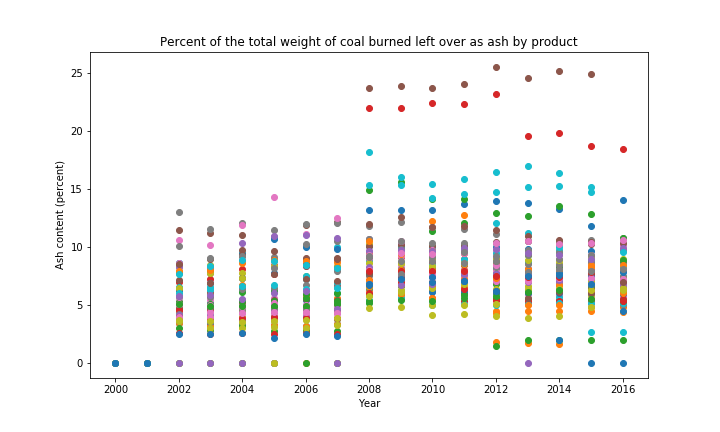 Percent of the total weight of coal burned left over as ash by product
25
20
15
10
5
0
Ash content (percent)
2000 2002 2004 2006 2008 2010 2012 2014 2016
Year